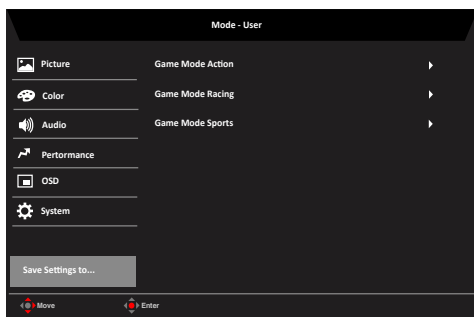 Mode - User
Picture
Game Mode Action
Color
Game Mode Racing
Audio
Game Mode Sports
Pertormance
OSD
System
Save Settings to...
Move
Enter